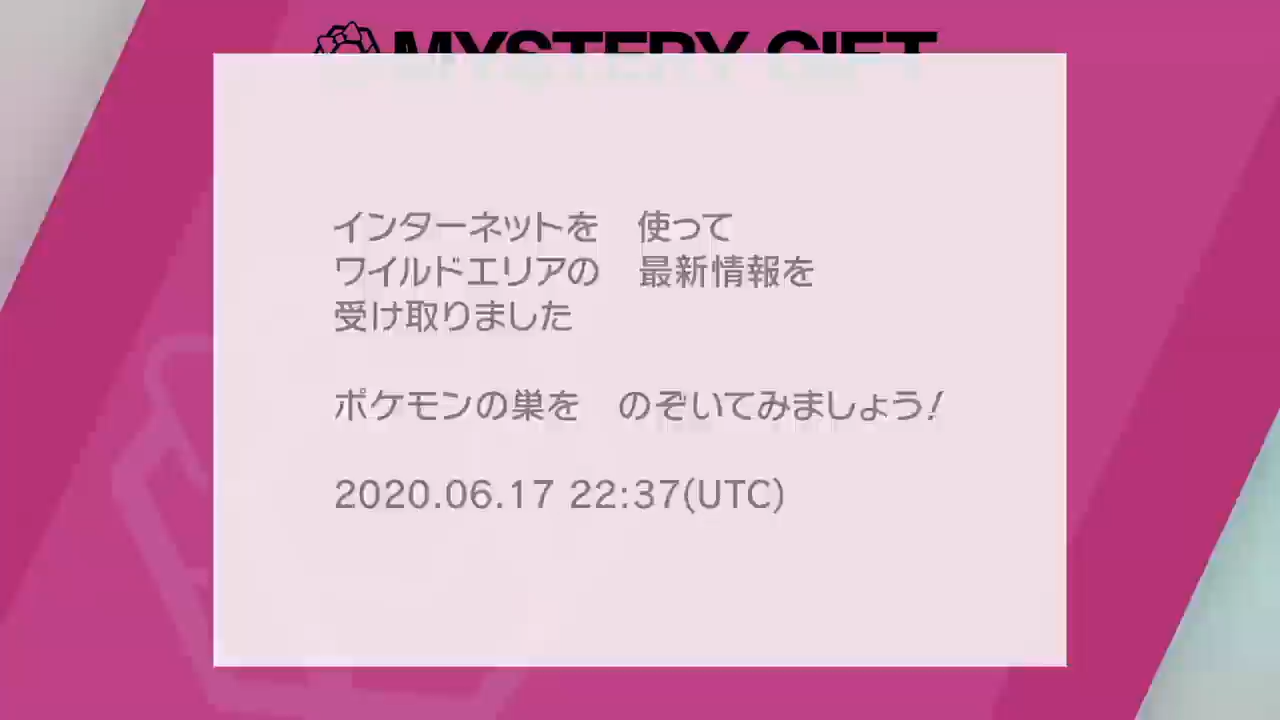 MYSTERY GIFT
インターネットを　使って
ワイルドエリアの　最新情報を
受け取りました
ポケモンの巣を　のぞいてみましょう！
2020.06.17 22:37(UTC)